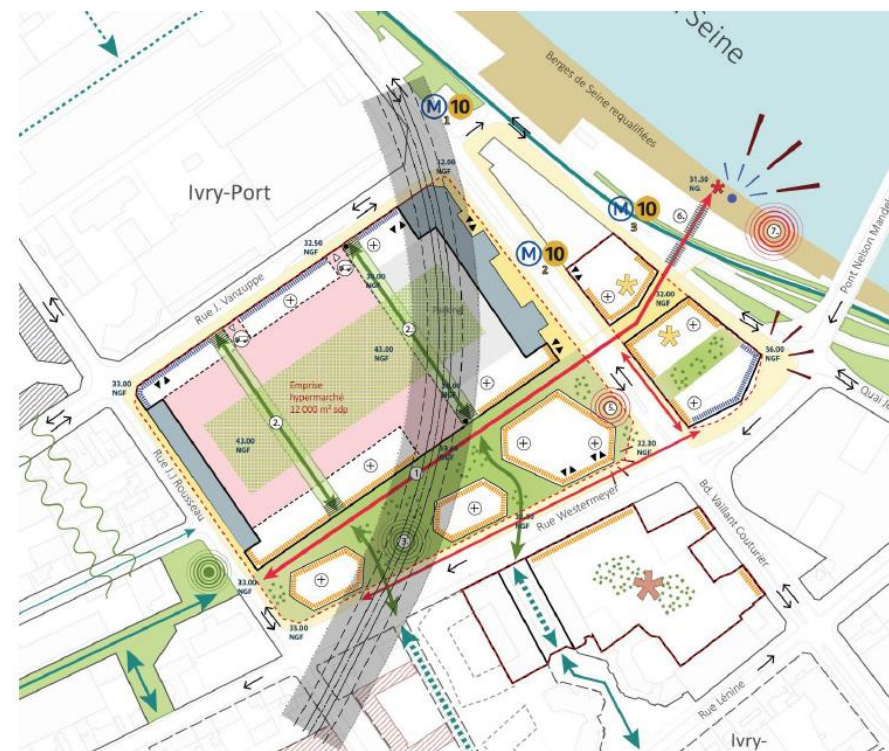 Seine
Berges de Seine requalifiées
M 10
1
Ivry-Port
32.00
NGF
31.50
NG
6.
M 10
3
7.
Pont Nelson Mandel
32.50
NGF
M 10
2
Rue J. Vanzuppe
2.
32.00
NGF
Parking
36.00
NGF
43.00
NGF
33.00
NGF
Emprise
hypermarché
12 000 m² sdp
Quai Je
5.
2.
43.00
NGF
1
32.30
NGF
Rue J.J Rousseau
Rue Westermeyer
Bd. Vaillant Couturier
3.
33.00
NGF
33.00
NGF
Rue Lénine
Ivry-